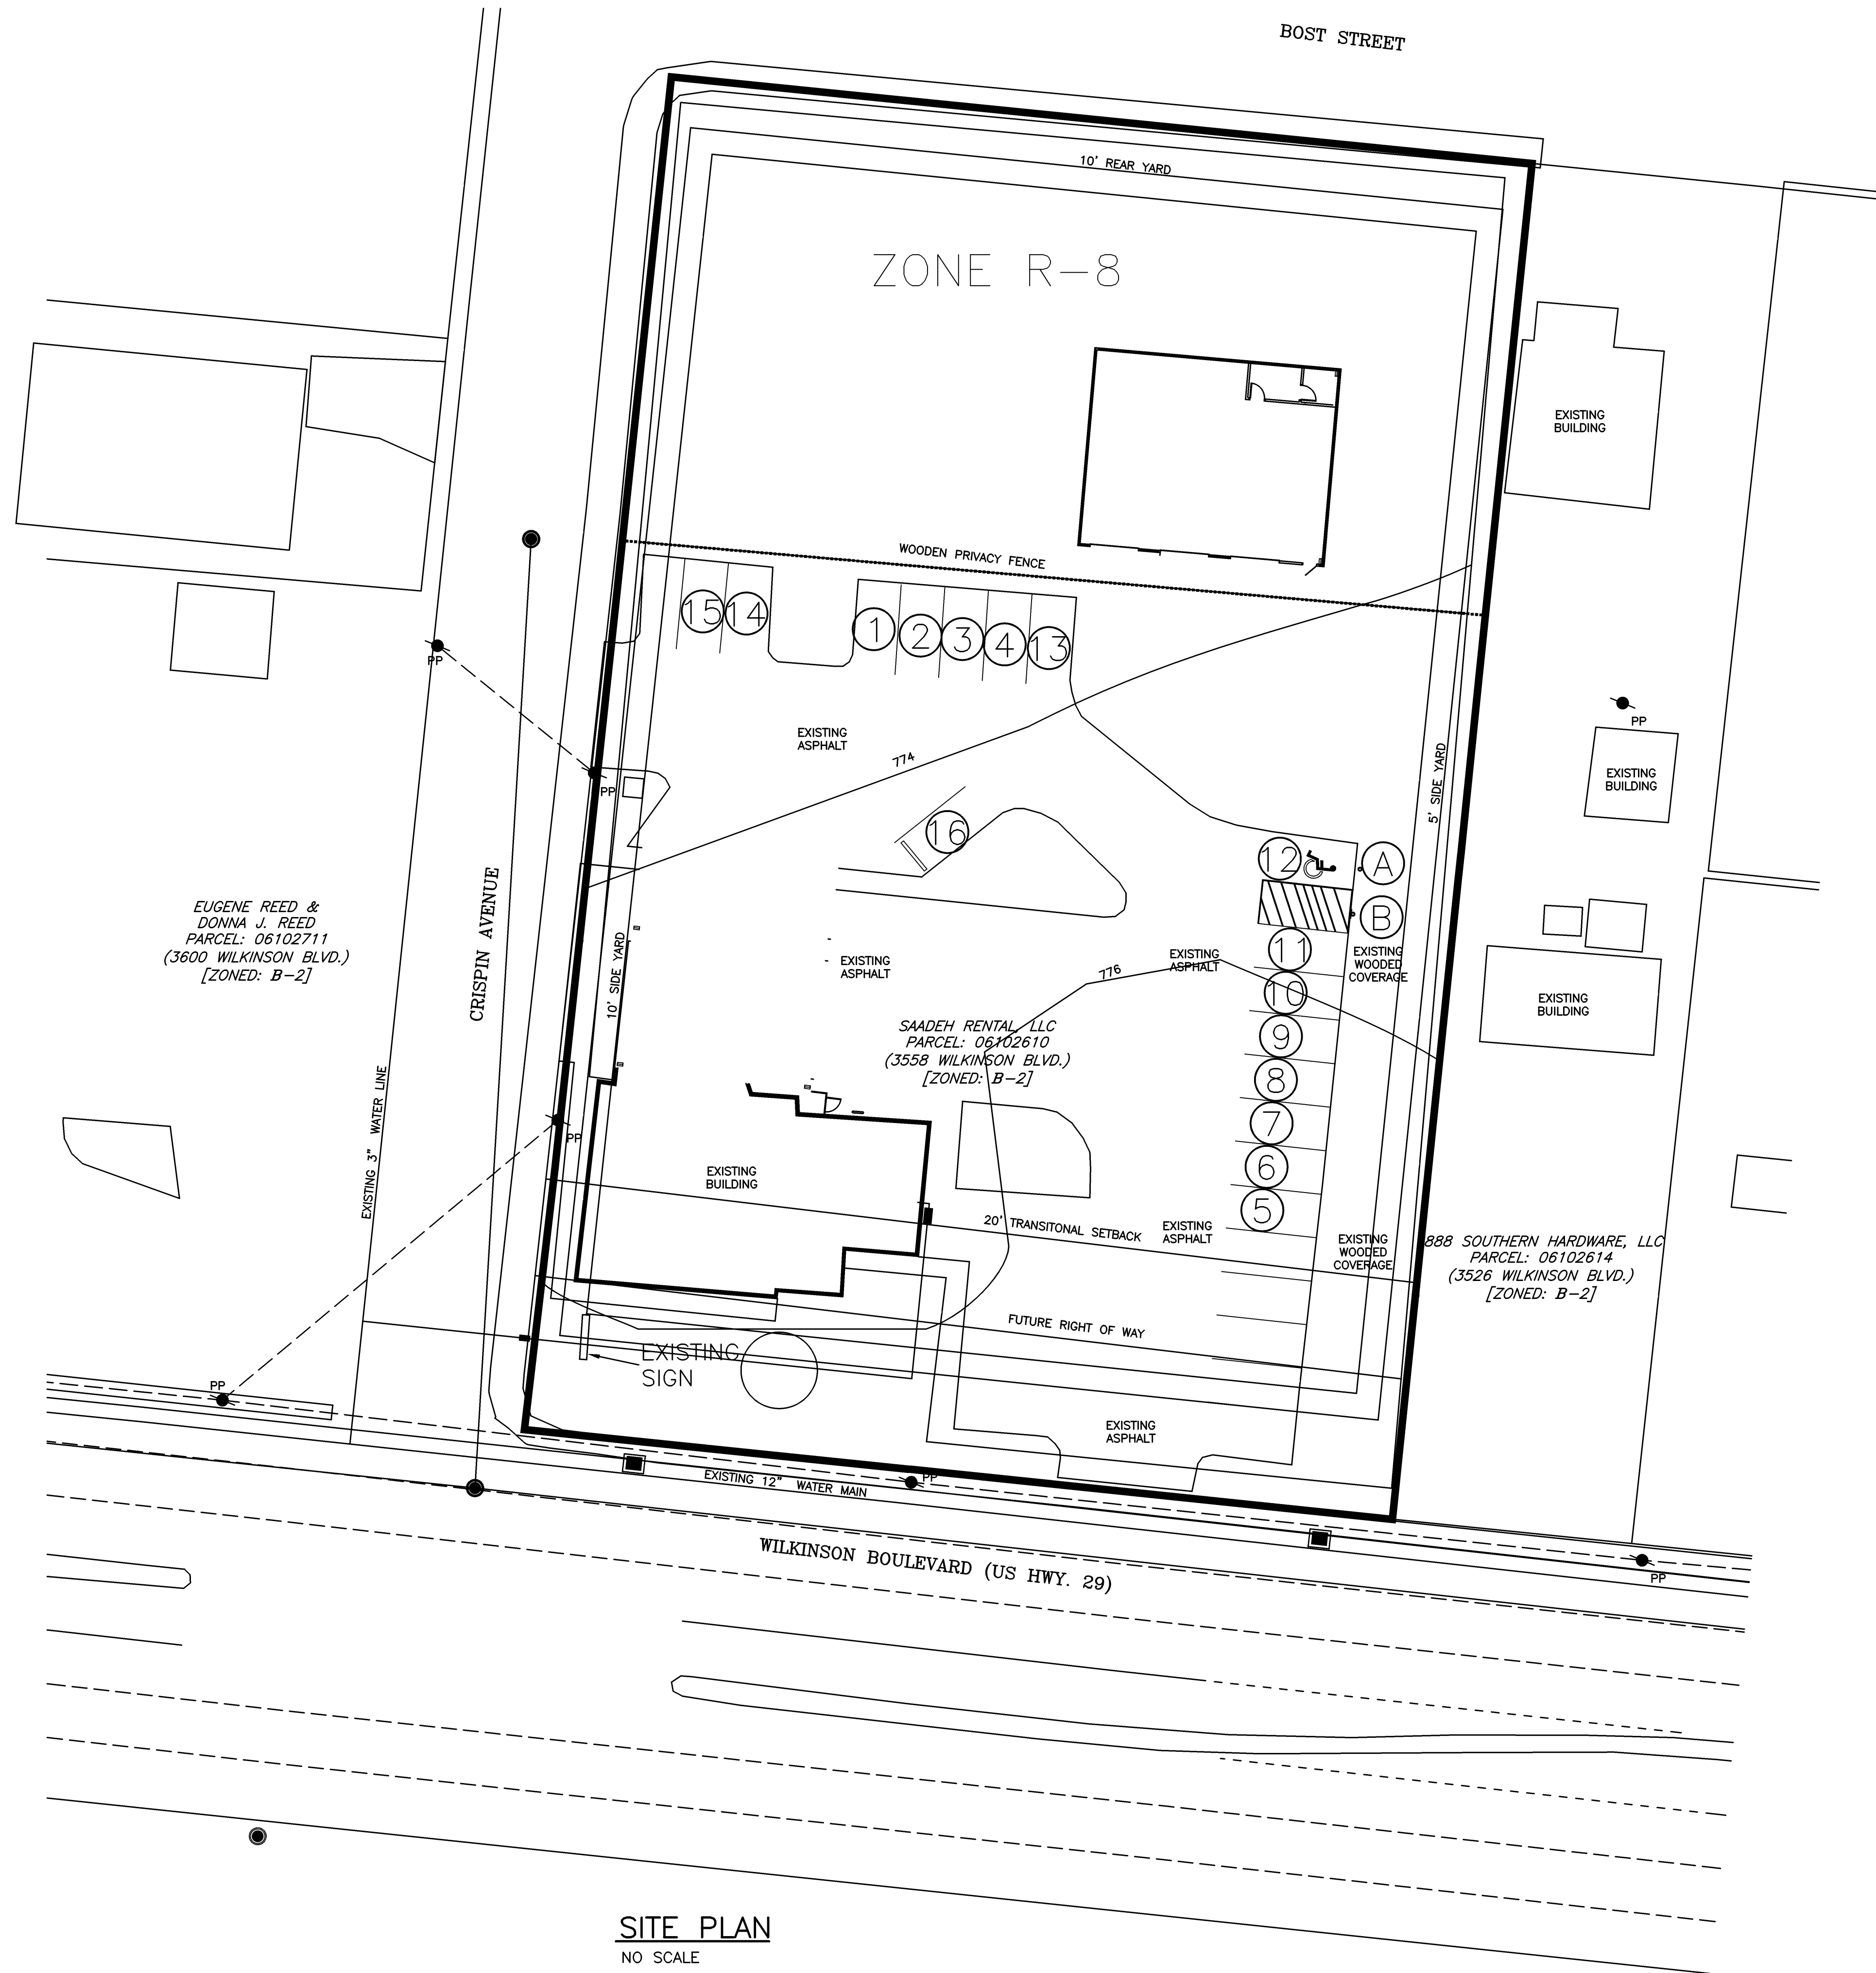 BOST STREET
10' REAR YARD
ZONE R-8
EXISTING
BUILDING
WOODEN PRIVACY FENCE
15
14
1
2
3
4
13
PP
PP
PP
EXISTING
ASPHALT
774
5' SIDE YARD
EXISTING
BUILDING
16
12
A
B
EUGENE REED &
DONNA J. REED
PARCEL: 06102711
(3600 WILKINSON BLVD.)
[ZONED: B-2]
CRISPIN AVENUE
10' SIDE YARD
EXISTING
ASPHALT
EXISTING
ASPHALT
776
11
EXISTING
WOODED
COVERAGE
10
9
8
7
6
5
EXISTING
BUILDING
SAADEH RENTAL, LLC
PARCEL: 06102610
(3558 WILKINSON BLVD.)
[ZONED: B-2]
EXISTING 3" WATER LINE
PP
EXISTING
BUILDING
20' TRANSITONAL SETBACK
EXISTING
ASPHALT
EXISTING
WOODED
COVERAGE
888 SOUTHERN HARDWARE, LLC
PARCEL: 06102614
(3526 WILKINSON BLVD.)
[ZONED: B-2]
FUTURE RIGHT OF WAY
EXISTING
SIGN
PP
EXISTING
ASPHALT
EXISTING 12" WATER MAIN
PP
PP
WILKINSON BOULEVARD (US HWY. 29)
SITE PLAN
NO SCALE